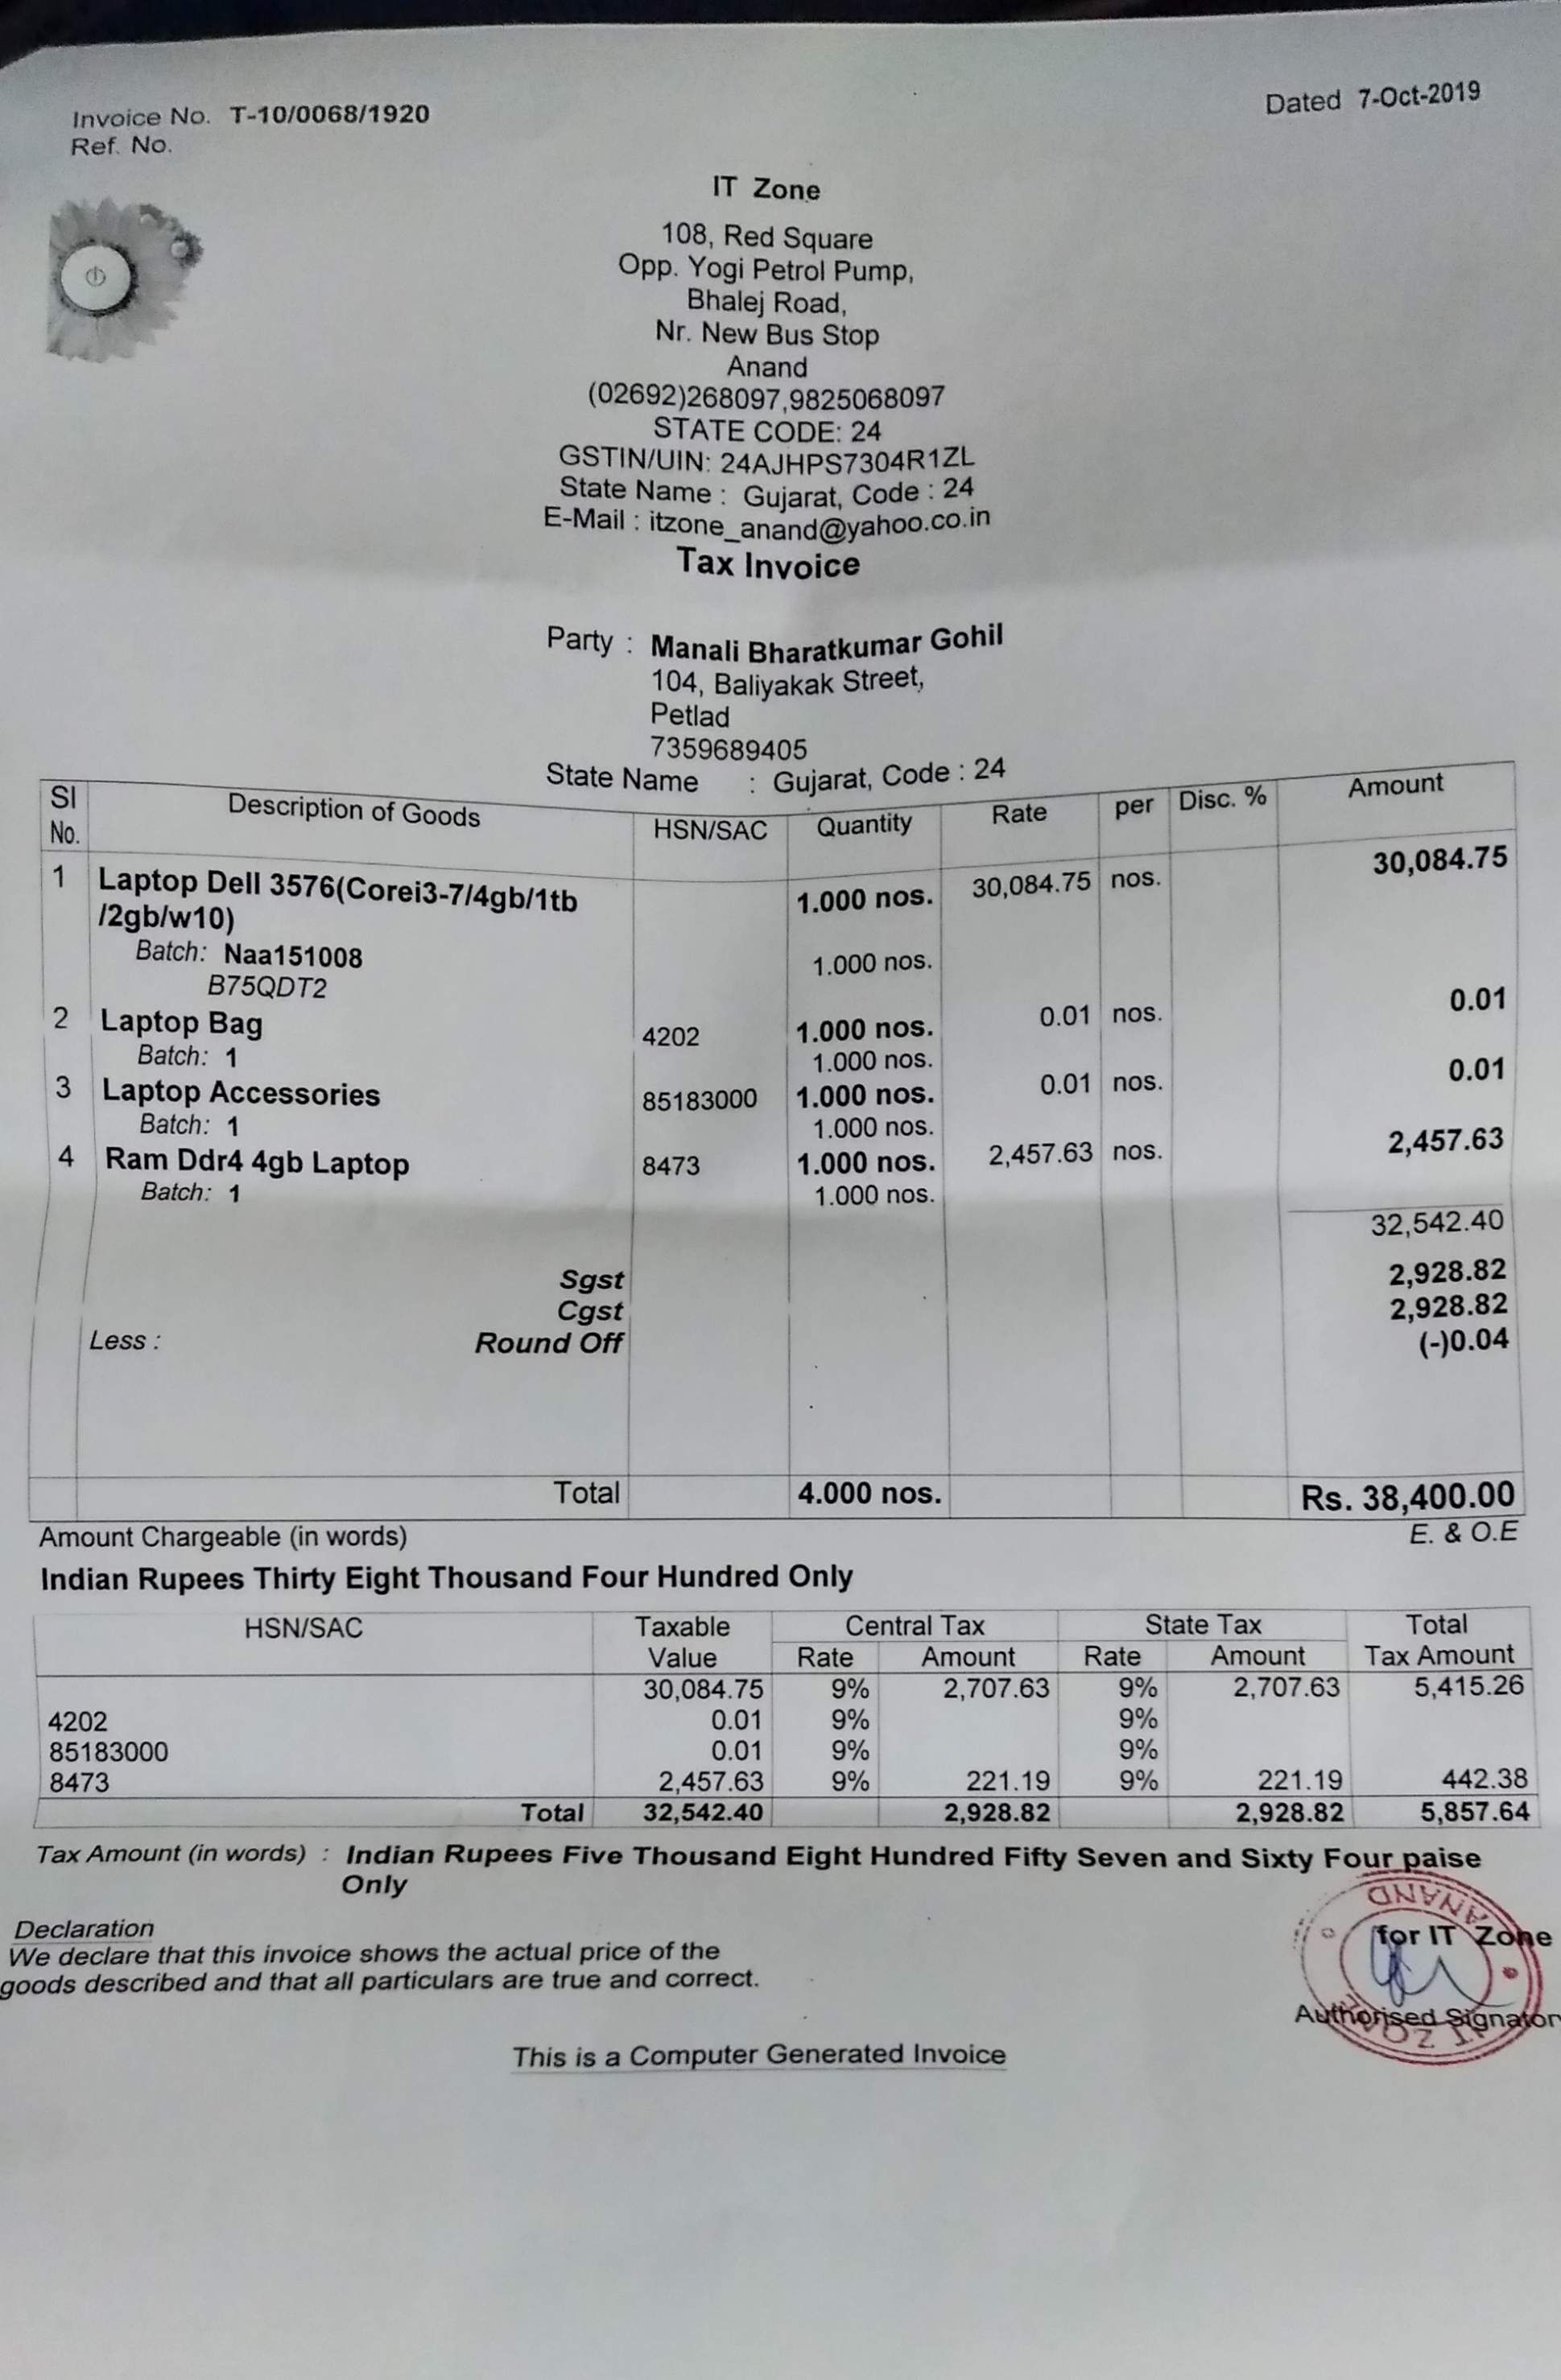 Invoice No. T-10/0068/1920
Dated 7-Oct-2019
Ref. No.
IT Zone
108, Red Square
Opp. Yogi Petrol Pump,
Bhalej Road,
Nr. New Bus Stop
Anand
(02692)268097,9825068097
STATE CODE: 24
GSTIN/UIN: 24AJHPS7304R1ZL
State Name : Gujarat, Code : 24
E-Mail : itzone_anand@yahoo.co.in
Tax Invoice
Party : Manali Bharatkumar Gohil
104, Baliyakak Street,
Petlad
7359689405
State Name : Gujarat, Code : 24
Sl No. Description of Goods HSN/SAC Quantity Rate per Disc. % Amount
1 Laptop Dell 3576(Corei3-7/4gb/1tb 1.000 nos. 30,084.75 nos. 30,084.75
/2gb/w10)
Batch: Naa151008 1.000 nos.
B75QDT2
2 Laptop Bag 4202 1.000 nos. 0.01 nos. 0.01
Batch: 1 1.000 nos.
3 Laptop Accessories 85183000 1.000 nos. 0.01 nos. 0.01
Batch: 1 1.000 nos.
4 Ram Ddr4 4gb Laptop 8473 1.000 nos. 2,457.63 nos. 2,457.63
Batch: 1 1.000 nos.
32,542.40
Sgst 2,928.82
Cgst 2,928.82
Less : Round Off (-)0.04
Total 4.000 nos. Rs. 38,400.00
Amount Chargeable (in words) E. & O.E
Indian Rupees Thirty Eight Thousand Four Hundred Only
HSN/SAC Taxable Central Tax State Tax Total
Value Rate Amount Rate Amount Tax Amount
30,084.75 9% 2,707.63 9% 2,707.63 5,415.26
4202 0.01 9% 9%
85183000 0.01 9% 9%
8473 2,457.63 9% 221.19 9% 221.19 442.38
Total 32,542.40 2,928.82 2,928.82 5,857.64
Tax Amount (in words) : Indian Rupees Five Thousand Eight Hundred Fifty Seven and Sixty Four paise
Only
Declaration
We declare that this invoice shows the actual price of the
goods described and that all particulars are true and correct.
ANAND
for IT Zone
Authorised Signator
IT ZONE
This is a Computer Generated Invoice